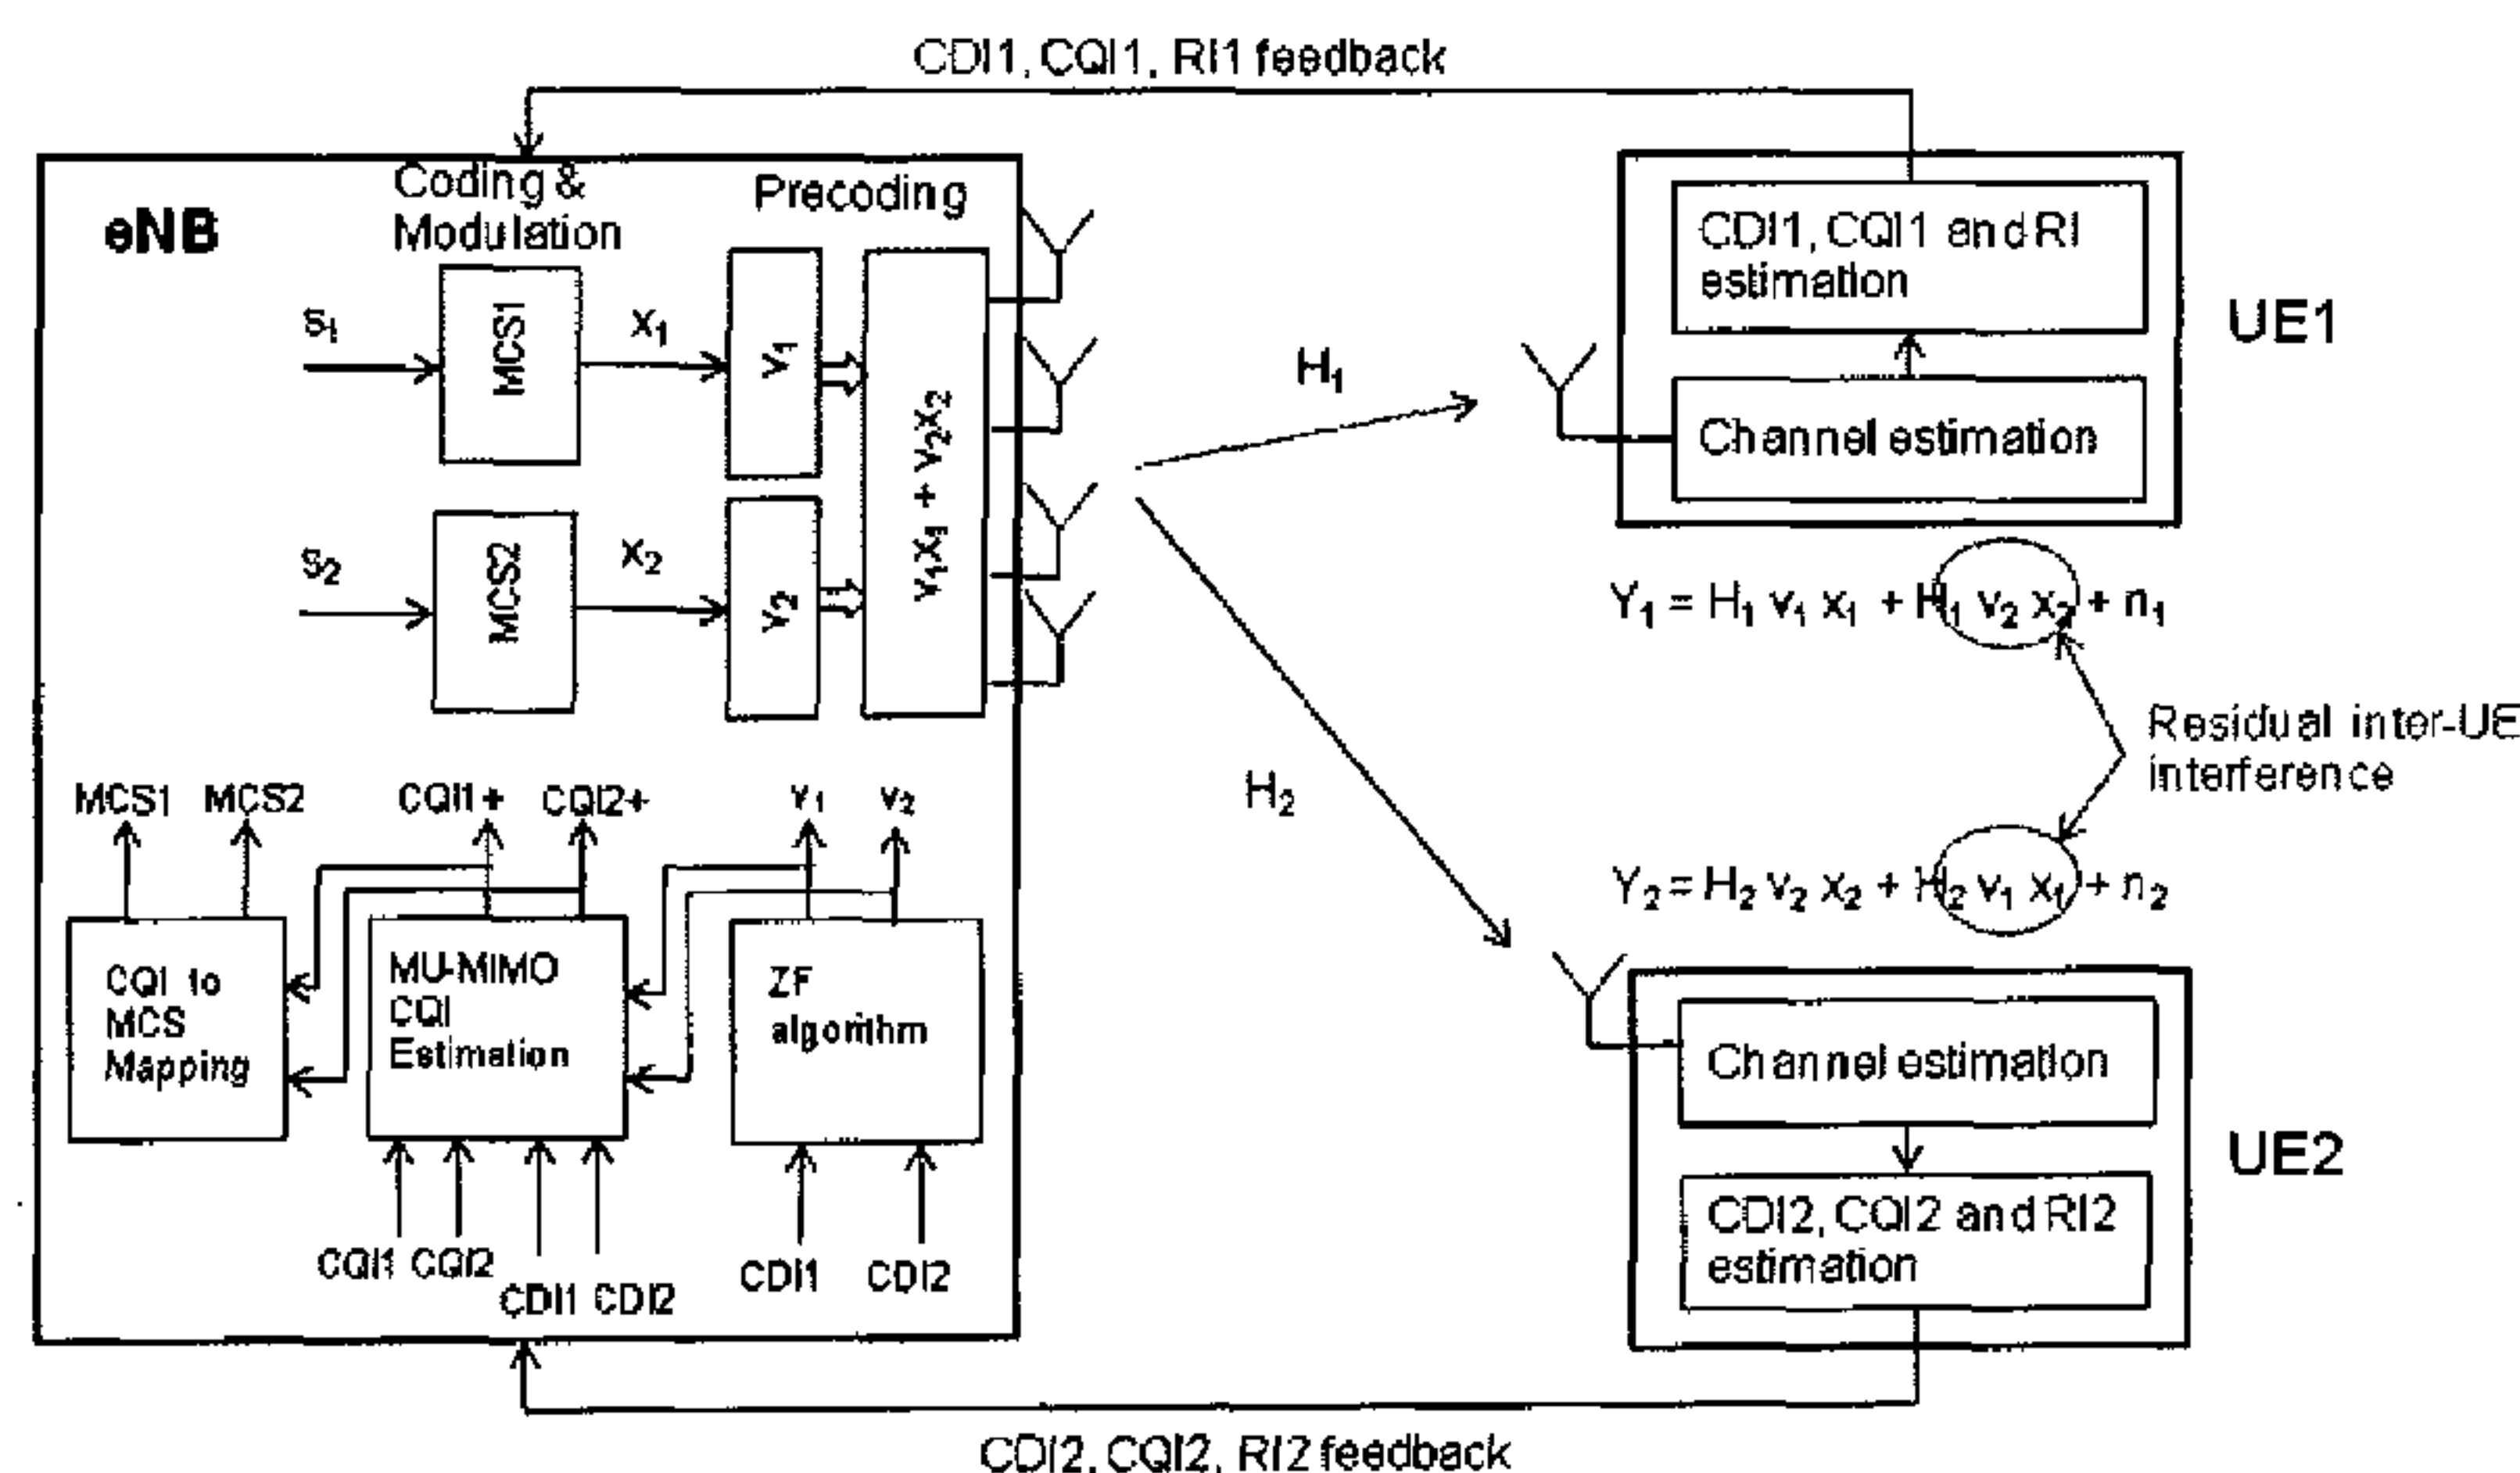 CDI1, CQI1, RI1 feedback
eNB
Coding &
Modulation
Precoding
s₁
MCS1
x₁
v₁
s₂
MCS2
x₂
v₂
v₁x₁ + v₂x₂
H₁
H₂
CDI1, CQI1 and RI
estimation
Channel estimation
UE1
Y₁ = H₁ v₁ x₁ + H₁ v₂ x₂ + n₁
Residual inter-UE
interference
Y₂ = H₂ v₂ x₂ + H₂ v₁ x₁ + n₂
Channel estimation
CDI2, CQI2 and RI2
estimation
UE2
MCS1 MCS2
CQI1+ CQI2+
v₁ v₂
CQI to
MCS
Mapping
MU-MIMO
CQI
Estimation
ZF
algorithm
CQI1 CQI2
CDI1 CDI2
CDI1 CDI2
CDI2, CQI2, RI2 feedback